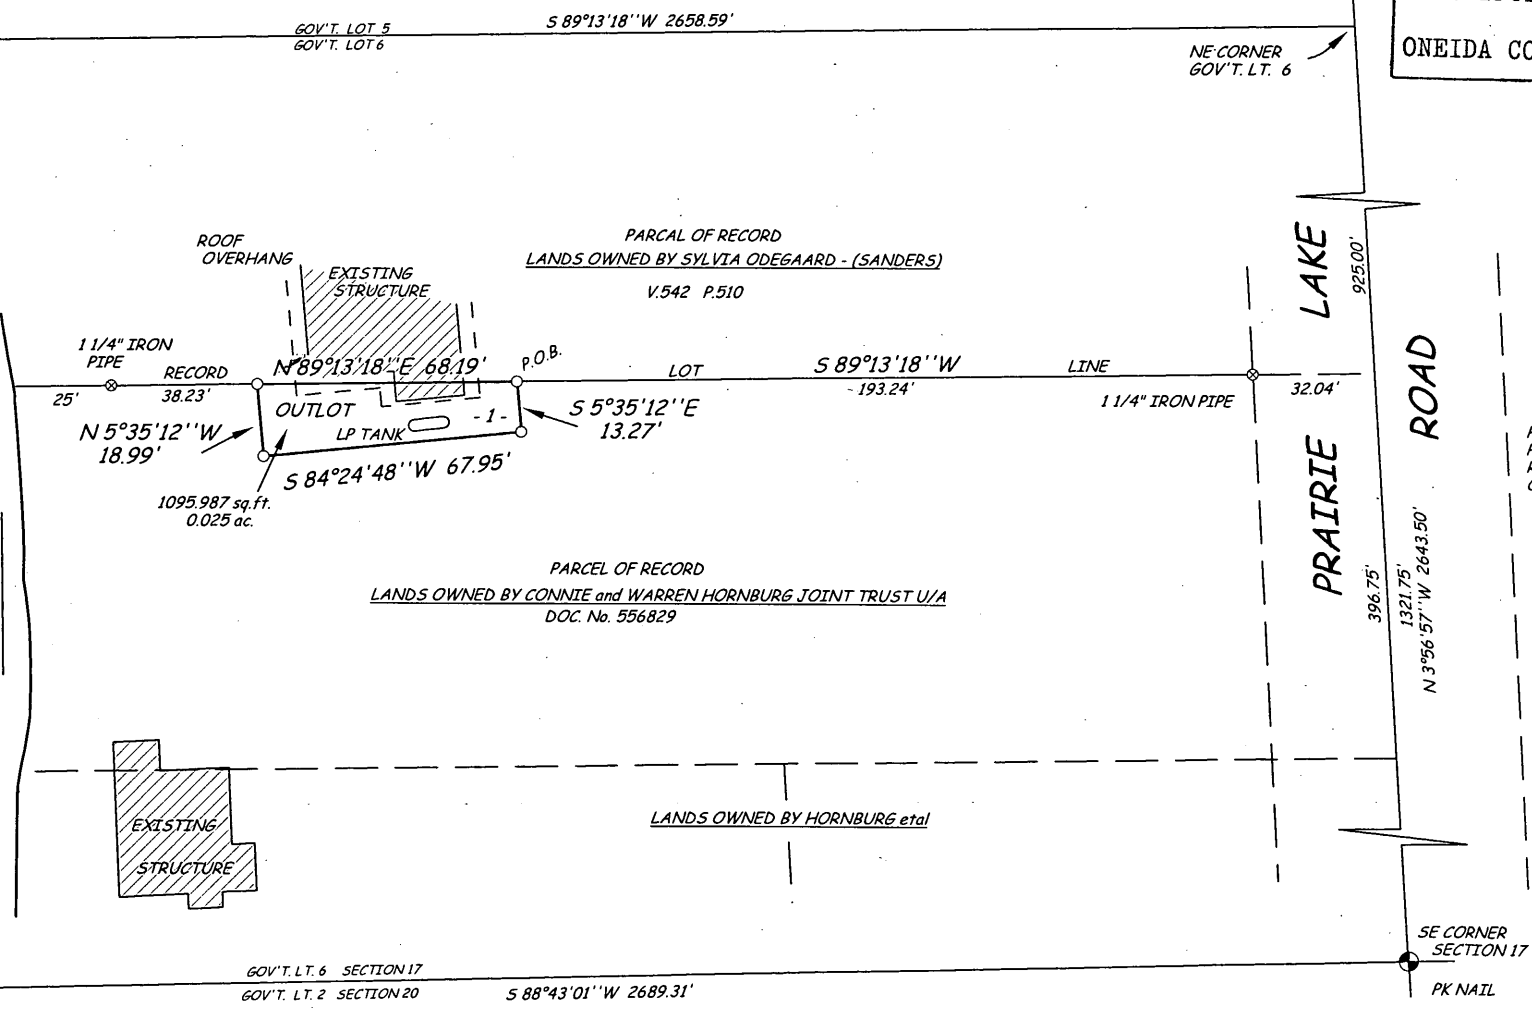 S 89°13'18''W 2658.59'
GOV'T. LOT 5
GOV'T. LOT 6
NE CORNER
GOV'T. LT. 6
ONEIDA
ROOF
OVERHANG
EXISTING
STRUCTURE
PARCAL OF RECORD
LANDS OWNED BY SYLVIA ODEGAARD - (SANDERS)
V.542 P.510
PRAIRIE LAKE
ROAD
925.00'
1 1/4" IRON
PIPE
RECORD
25'
38.23'
N 89°13'18''E 68.19'
P.O.B.
LOT
S 89°13'18''W
LINE
193.24'
1 1/4" IRON PIPE
32.04'
OUTLOT
-1-
LP TANK
N 5°35'12''W
18.99'
S 5°35'12''E
13.27'
S 84°24'48''W 67.95'
1095.987 sq.ft.
0.025 ac.
PARCEL OF RECORD
LANDS OWNED BY CONNIE and WARREN HORNBURG JOINT TRUST U/A
DOC. No. 556829
396.75'
1321.75'
N 3°56'57''W 2643.50'
EXISTING
STRUCTURE
LANDS OWNED BY HORNBURG etal
GOV'T. LT. 6 SECTION 17
GOV'T. LT. 2 SECTION 20
S 88°43'01''W 2689.31'
SE CORNER
SECTION 17
PK NAIL